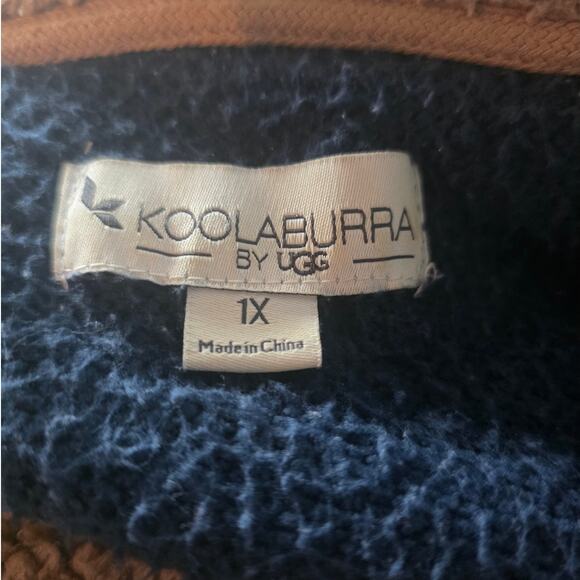 KOOLABURRA
BY UGG
1X
Made in China